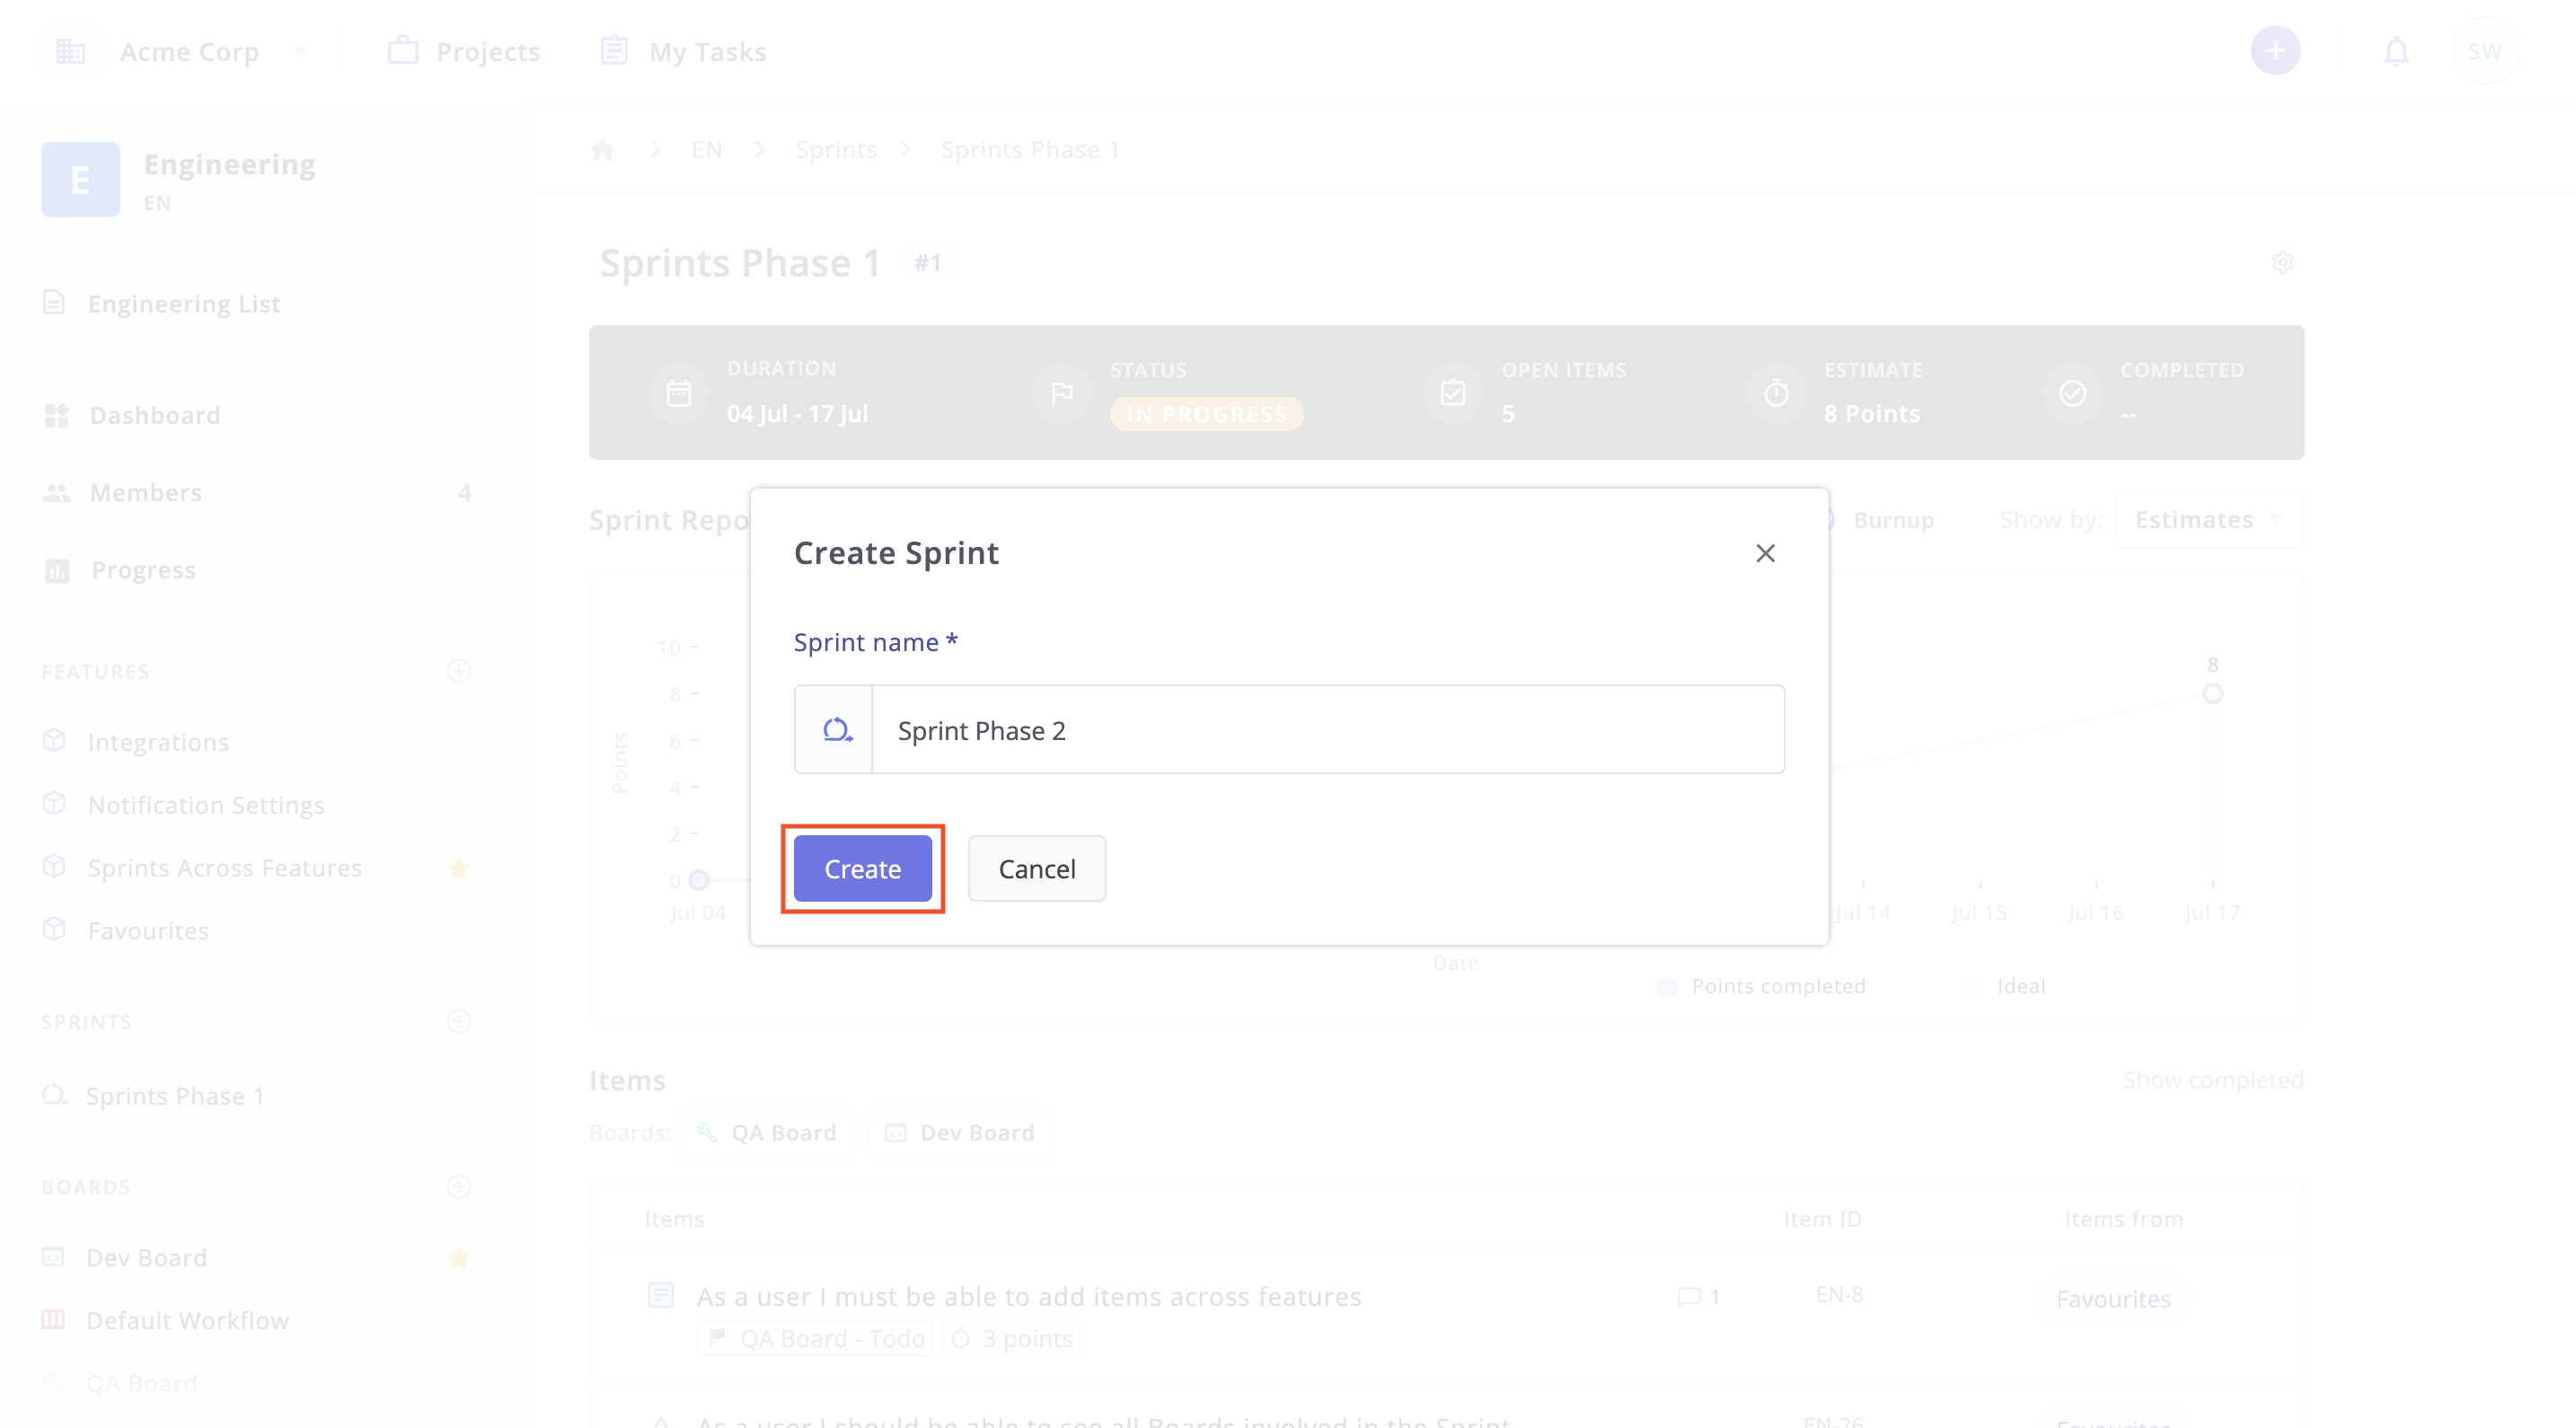 Acme Corp
Projects
My Tasks
SW
E
Engineering
EN
Engineering List
Dashboard
Members 4
Progress
FEATURES
Integrations
Notification Settings
Sprints Across Features
Favourites
SPRINTS
Sprints Phase 1
BOARDS
Dev Board
Default Workflow
QA Board
EN
Sprints
Sprints Phase 1
Sprints Phase 1 #1
DURATION
04 Jul - 17 Jul
STATUS
IN PROGRESS
OPEN ITEMS
5
ESTIMATE
8 Points
COMPLETED
--
Sprint Repo
Burnup
Show by: Estimates
Create Sprint
Sprint name *
Sprint Phase 2
Create
Cancel
Points
10
8
6
4
2
0
8
Jul 04
Jul 14
Jul 15
Jul 16
Jul 17
Date
Points completed
Ideal
Items
Show completed
Boards: QA Board Dev Board
Items Item ID Items from
As a user I must be able to add items across features 1 EN-8 Favourites
QA Board - Todo 3 points
As a user I should be able to see all Boards involved in the Sprint EN-26 Favourites